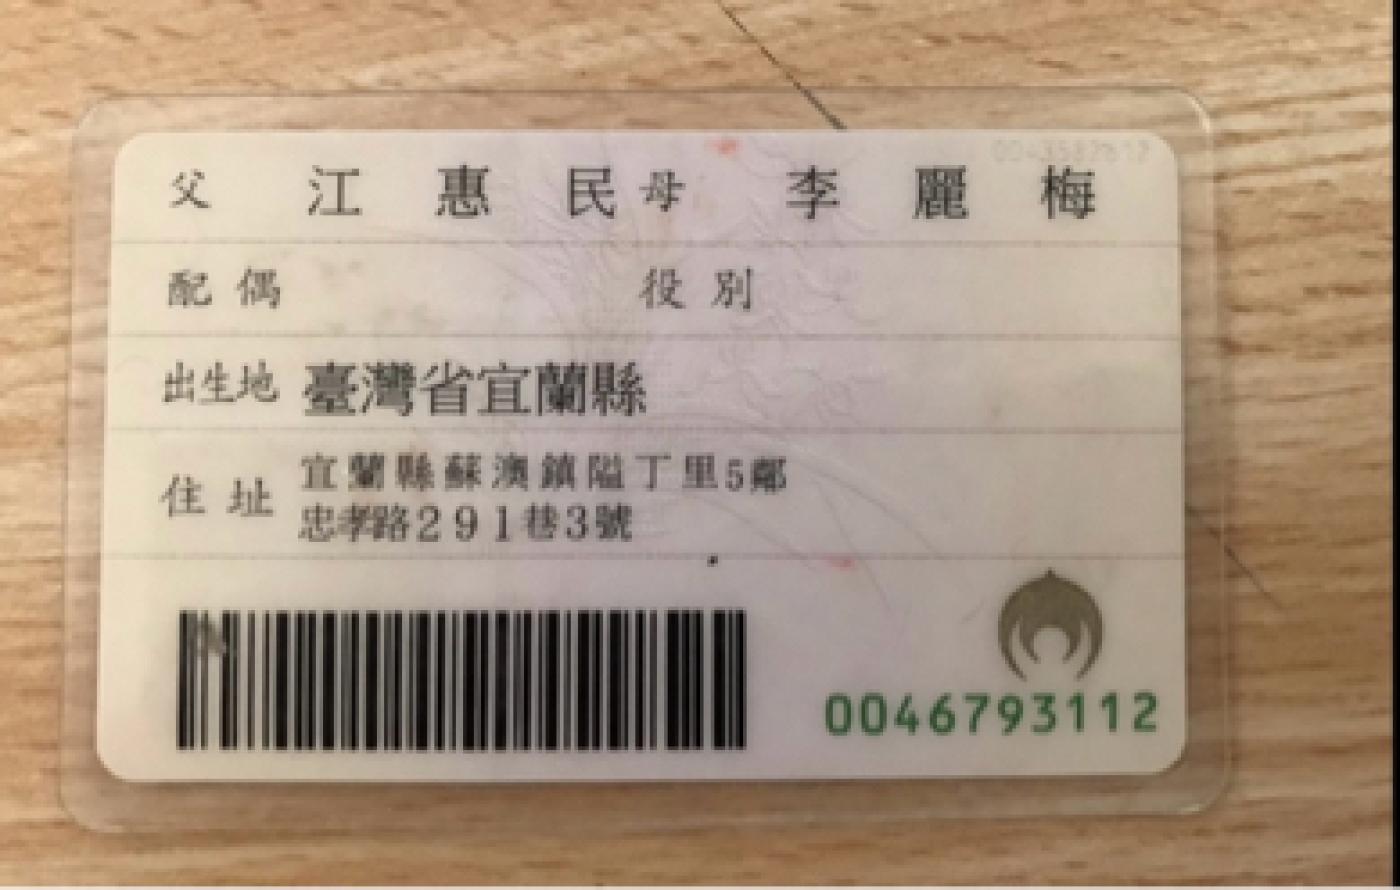 父 江惠民 母 李麗梅
配偶 役別
出生地 臺灣省宜蘭縣
住址 宜蘭縣蘇澳鎮隘丁里5鄰
忠孝路291巷3號
0046793112